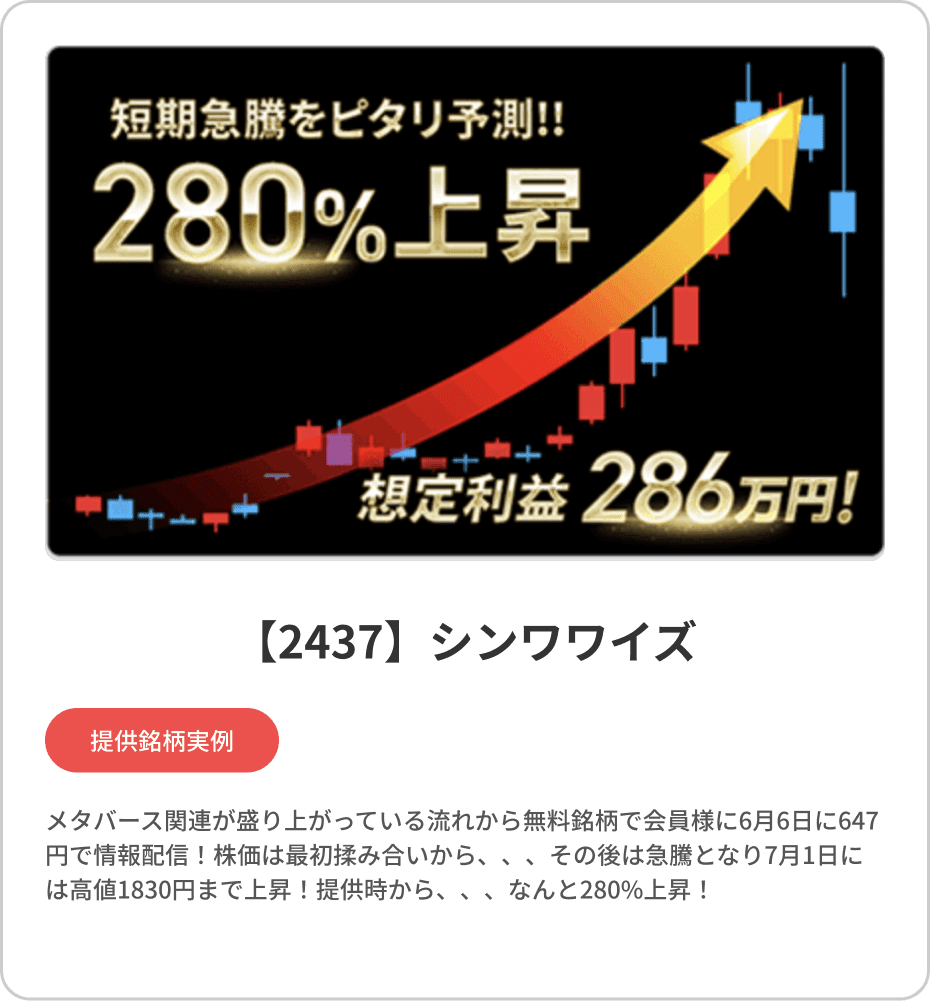 短期急騰をピタリ予測!!
280%上昇
想定利益 286万円!
【2437】シンワワイズ
提供銘柄実例
メタバース関連が盛り上がっている流れから無料銘柄で会員様に6月6日に647
円で情報配信！株価は最初揉み合いから、、、その後は急騰となり7月1日に
は高値1830円まで上昇！提供時から、、、なんと280%上昇！